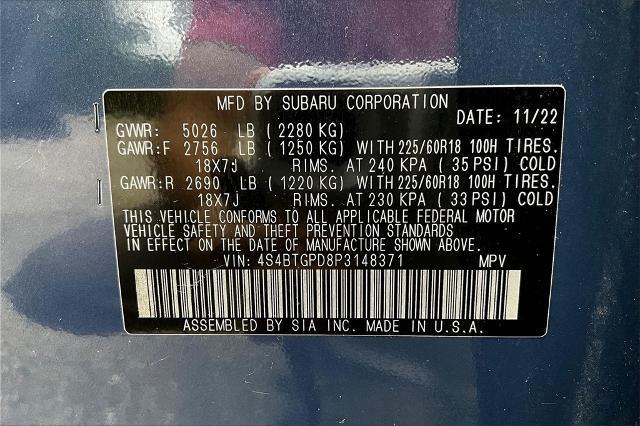 MFD BY SUBARU CORPORATION
DATE: 11/22
GVWR: 5026 LB ( 2280 KG)
GAWR:F 2756 LB ( 1250 KG) WITH 225/60R18 100H TIRES.
18X7J RIMS. AT 240 KPA ( 35 PSI) COLD
GAWR:R 2690 LB ( 1220 KG) WITH 225/60R18 100H TIRES.
18X7J RIMS. AT 230 KPA ( 33 PSI) COLD
THIS VEHICLE CONFORMS TO ALL APPLICABLE FEDERAL MOTOR
VEHICLE SAFETY AND THEFT PREVENTION STANDARDS
IN EFFECT ON THE DATE OF MANUFACTURE SHOWN ABOVE.
VIN: 4S4BTGPD8P3148371 MPV
ASSEMBLED BY SIA INC. MADE IN U.S.A.